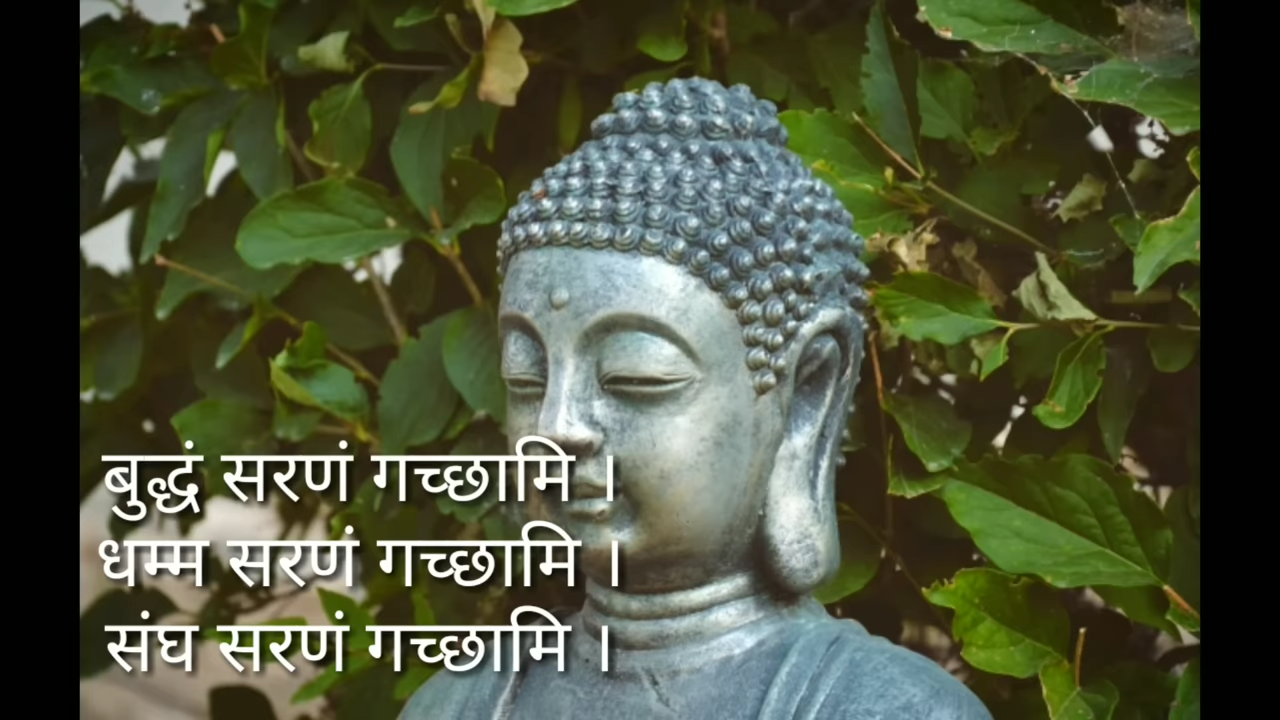 बुद्धं सरणं गच्छामि ।
धम्म सरणं गच्छामि ।
संघ सरणं गच्छामि ।